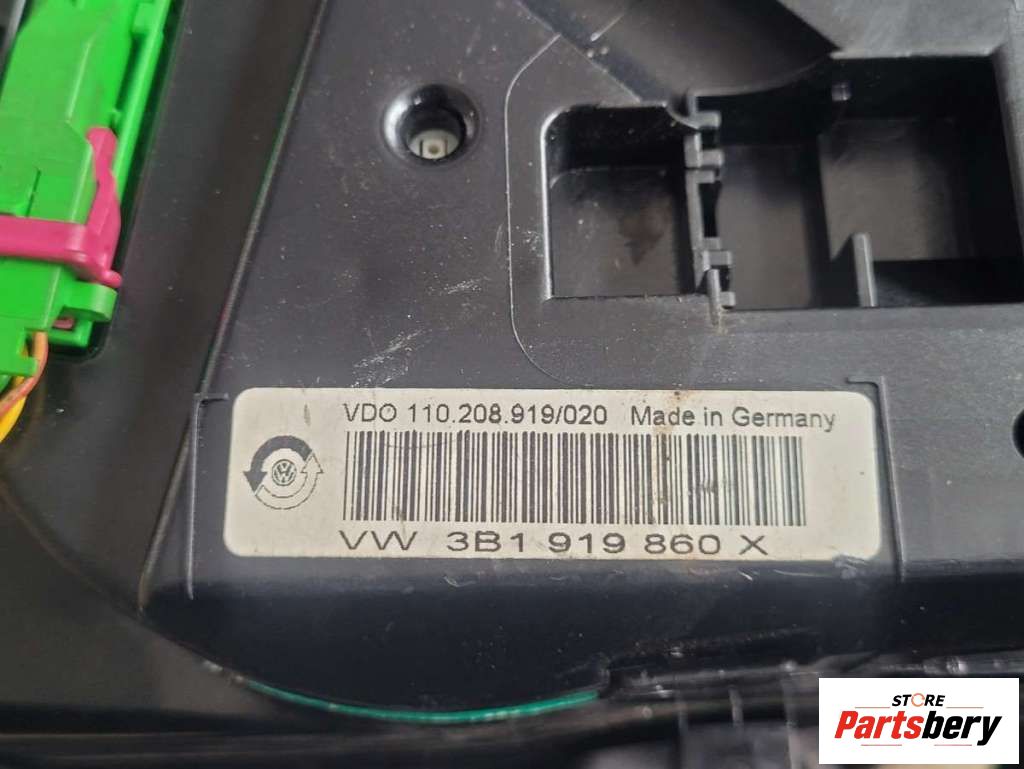 VDO 110.208.919/020 Made in Germany
VW 3B1 919 860 X
STORE
Partsbery